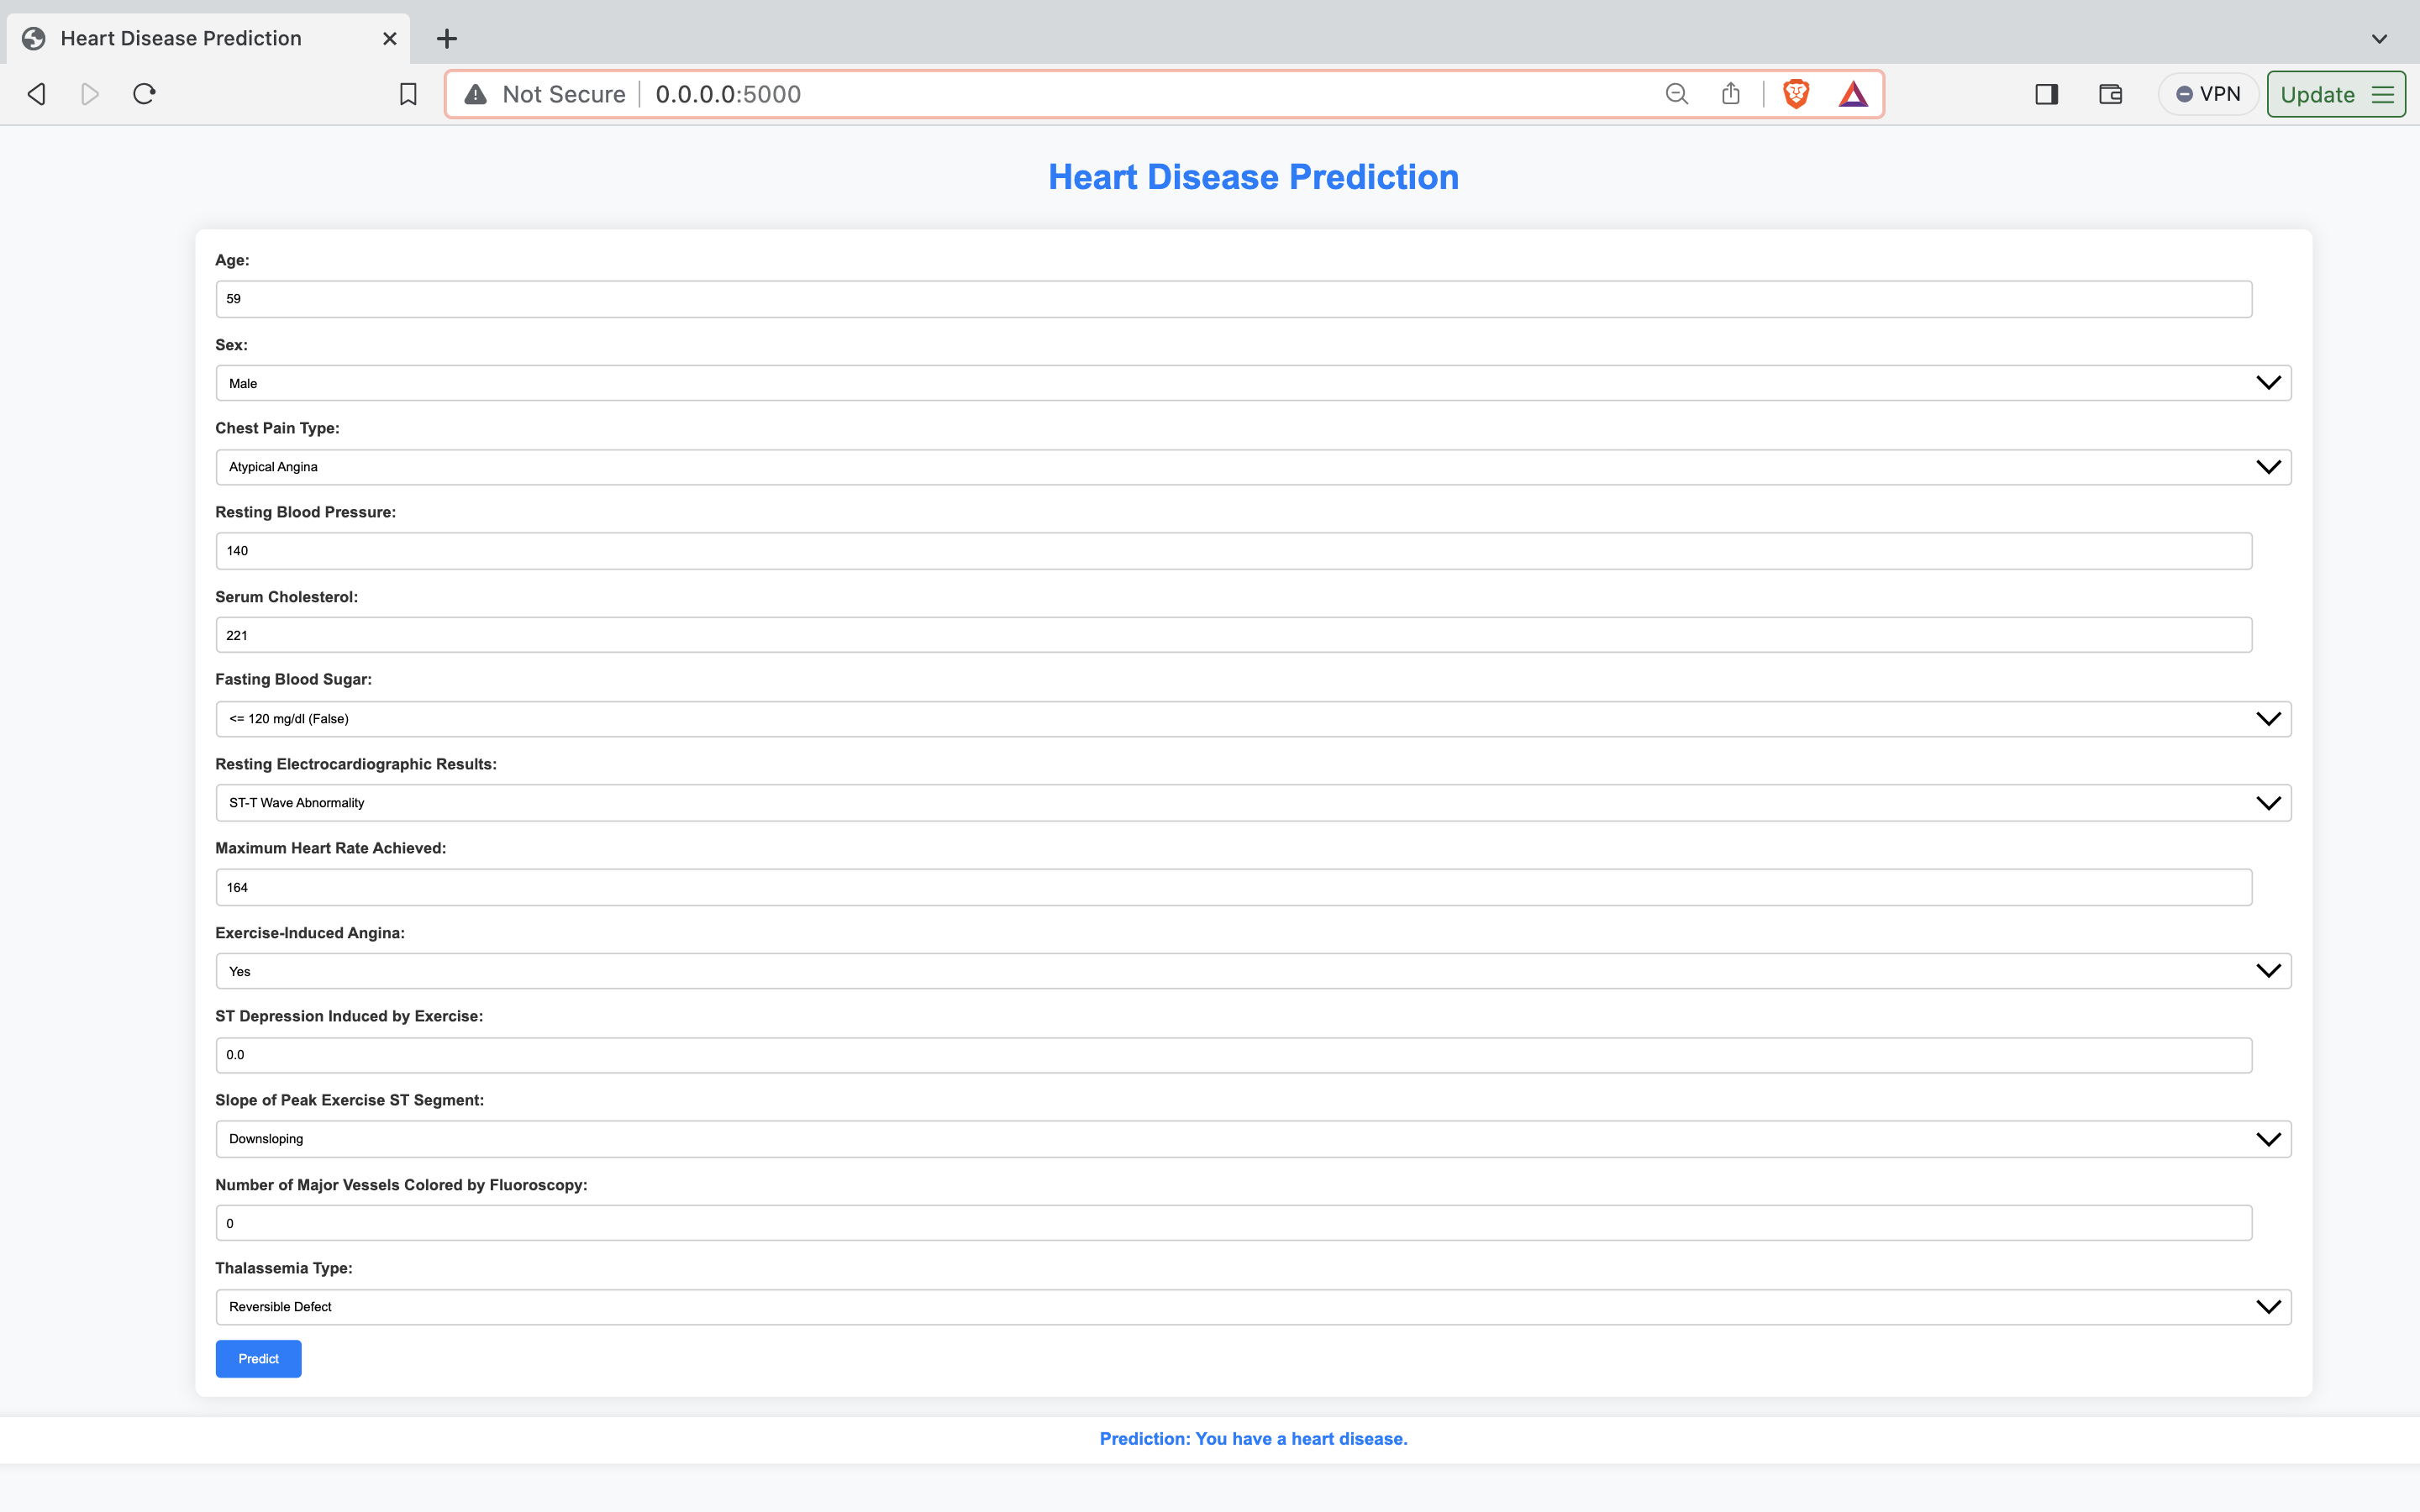 Heart Disease Prediction
Not Secure
0.0.0.0:5000
VPN
Update
Heart Disease Prediction
Age:
59
Sex:
Male
Chest Pain Type:
Atypical Angina
Resting Blood Pressure:
140
Serum Cholesterol:
221
Fasting Blood Sugar:
<= 120 mg/dl (False)
Resting Electrocardiographic Results:
ST-T Wave Abnormality
Maximum Heart Rate Achieved:
164
Exercise-Induced Angina:
Yes
ST Depression Induced by Exercise:
0.0
Slope of Peak Exercise ST Segment:
Downsloping
Number of Major Vessels Colored by Fluoroscopy:
0
Thalassemia Type:
Reversible Defect
Predict
Prediction: You have a heart disease.